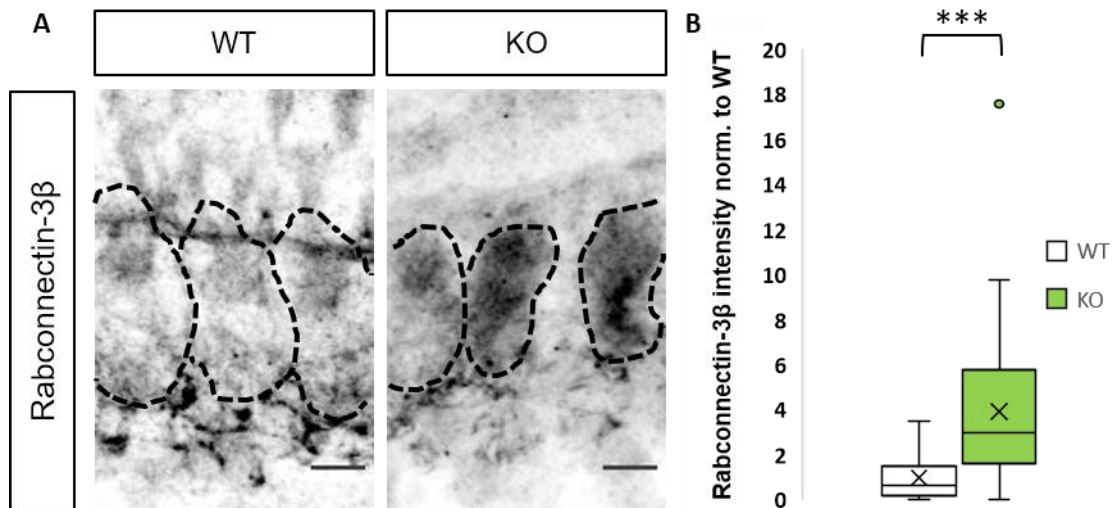 A
WT
KO
Rabconnectin-3β
B
***
Rabconnectin-3β intensity norm. to WT
20
18
16
14
12
10
8
6
4
2
0
WT
KO